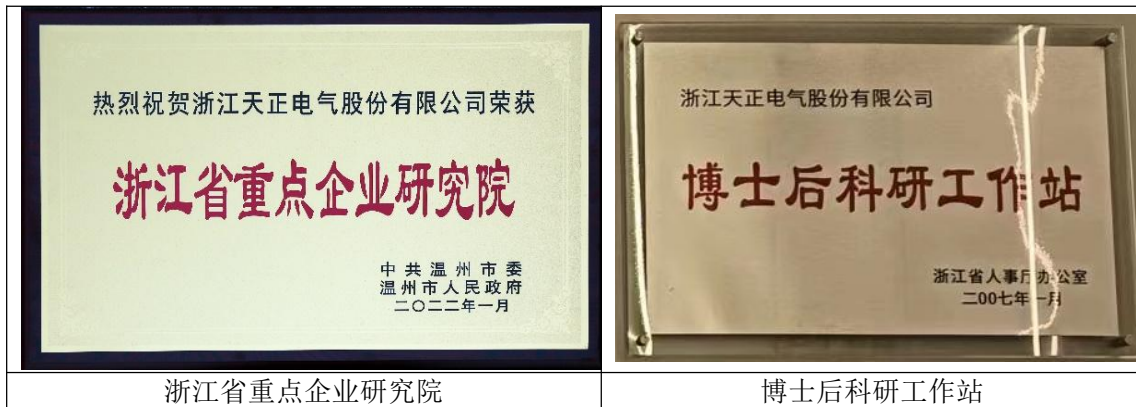 热烈祝贺浙江天正电气股份有限公司荣获
浙江省重点企业研究院
中共温州市委
温州市人民政府
二〇二二年一月
浙江天正电气股份有限公司
博士后科研工作站
浙江省人事厅办公室
二00七年一月
浙江省重点企业研究院
博士后科研工作站